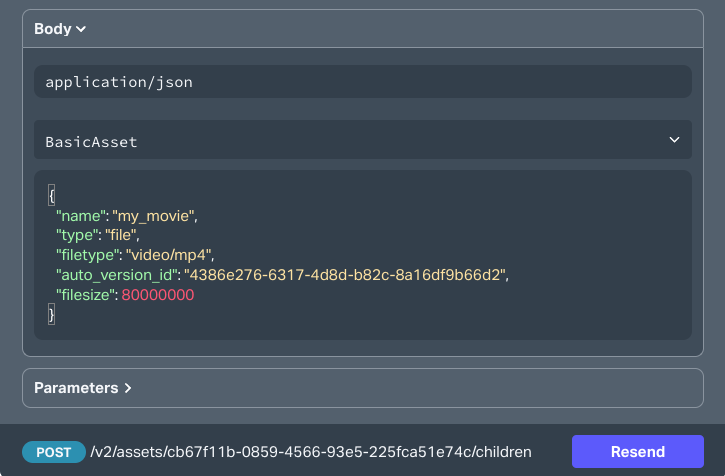 Body
application/json
BasicAsset
{
"name": "my_movie",
"type": "file",
"filetype": "video/mp4",
"auto_version_id": "4386e276-6317-4d8d-b82c-8a16df9b66d2",
"filesize": 80000000
}
Parameters
POST /v2/assets/cb67f11b-0859-4566-93e5-225fca51e74c/children Resend